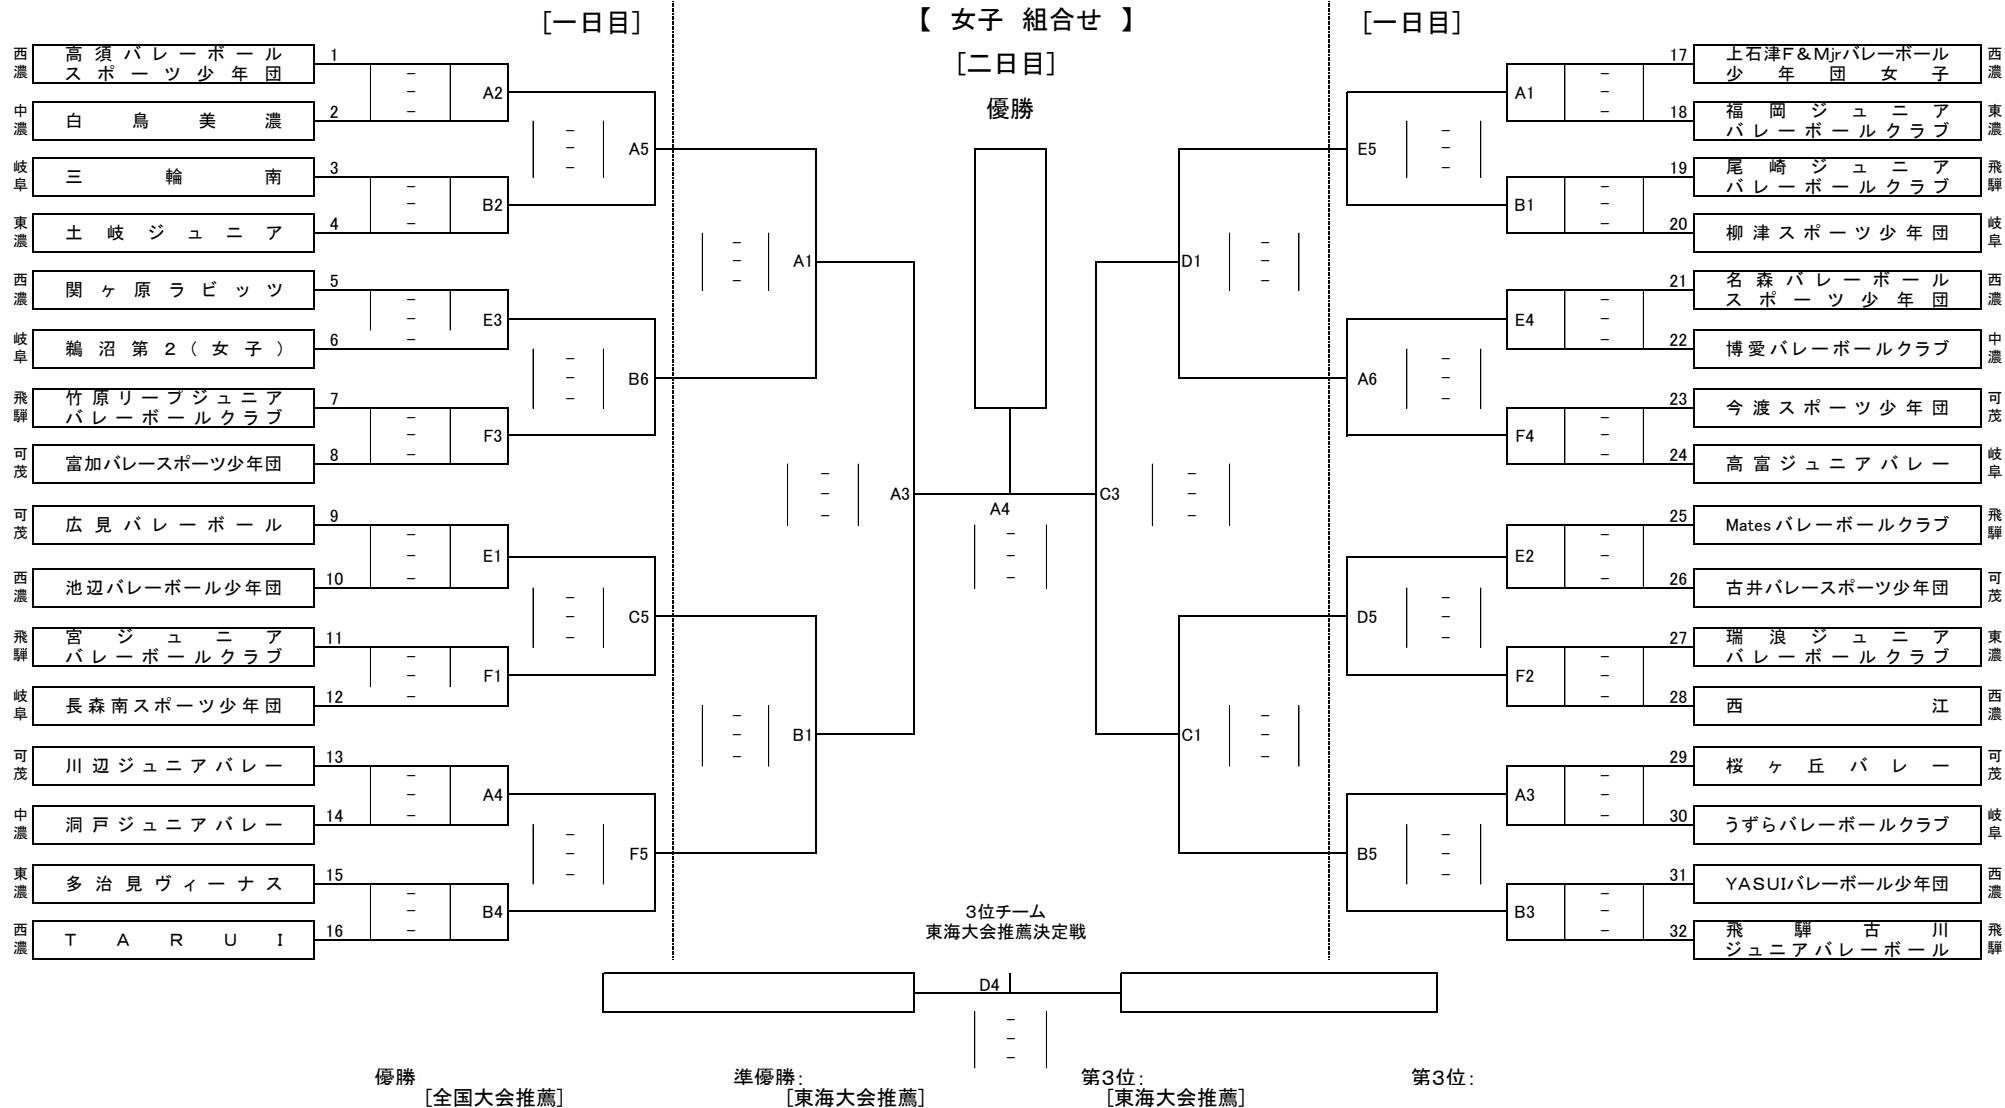 [一日目]
【 女子 組合せ 】
[一日目]
[二日目]
優勝
西濃
高須バレーボール
スポーツ少年団
1
中濃
白鳥美濃
2
A2
岐阜
三輪南
3
東濃
土岐ジュニア
4
B2
A5
西濃
関ヶ原ラビッツ
5
岐阜
鵜沼第2(女子)
6
E3
飛騨
竹原リープジュニア
バレーボールクラブ
7
可茂
富加バレースポーツ少年団
8
F3
B6
A1
可茂
広見バレーボール
9
西濃
池辺バレーボール少年団
10
E1
飛騨
宮ジュニア
バレーボールクラブ
11
岐阜
長森南スポーツ少年団
12
F1
C5
可茂
川辺ジュニアバレー
13
中濃
洞戸ジュニアバレー
14
A4
東濃
多治見ヴィーナス
15
西濃
TARUI
16
B4
F5
B1
A3
A4
C3
D1
C1
17
上石津F&Mjrバレーボール
少年団女子
西濃
A1
18
福岡ジュニア
バレーボールクラブ
東濃
E5
19
尾崎ジュニア
バレーボールクラブ
飛騨
B1
20
柳津スポーツ少年団
岐阜
21
名森バレーボール
スポーツ少年団
西濃
E4
22
博愛バレーボールクラブ
中濃
A6
23
今渡スポーツ少年団
可茂
F4
24
高富ジュニアバレー
岐阜
25
Matesバレーボールクラブ
飛騨
E2
26
古井バレースポーツ少年団
可茂
D5
27
瑞浪ジュニア
バレーボールクラブ
東濃
F2
28
西江
西濃
29
桜ヶ丘バレー
可茂
A3
30
うずらバレーボールクラブ
岐阜
B5
31
YASUIバレーボール少年団
西濃
B3
32
飛騨古川
ジュニアバレーボール
飛騨
3位チーム
東海大会推薦決定戦
D4
優勝
[全国大会推薦]
準優勝:
[東海大会推薦]
第3位:
[東海大会推薦]
第3位: